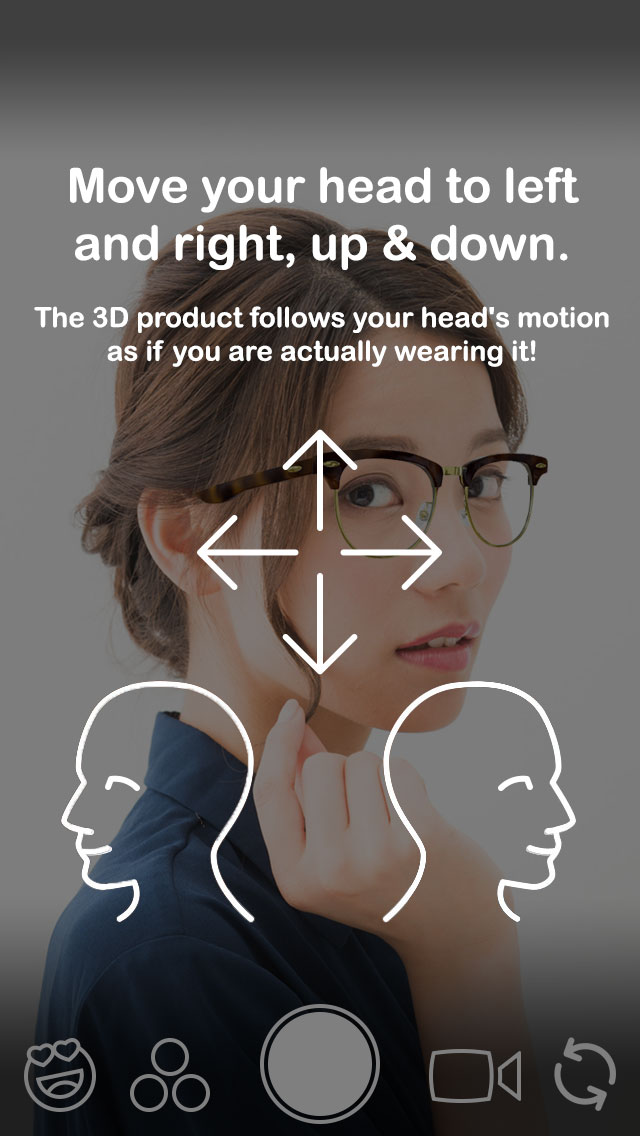 Move your head to left
and right, up & down.
The 3D product follows your head's motion
as if you are actually wearing it!